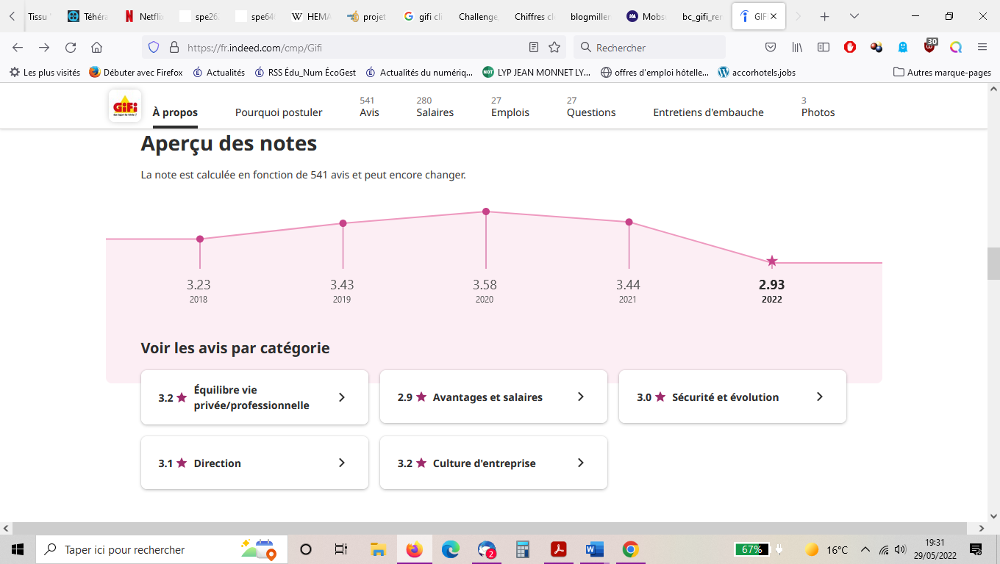 Tissu
Téhéra
Netflix
spe262
spe64
HEMA
projet
gifi cli
Challenge,
Chiffres cl
blogmiller
Mobs
bc_gifi_ren
GIFI
https://fr.indeed.com/cmp/Gifi
Rechercher
30
Les plus visités
Débuter avec Firefox
Actualités
RSS Édu_Num ÉcoGest
Actualités du numériq...
LYP JEAN MONNET LY...
offres d'emploi hôtelle...
accorhotels.jobs
Autres marque-pages
GiFi
À propos
Pourquoi postuler
541
Avis
280
Salaires
27
Emplois
27
Questions
Entretiens d'embauche
3
Photos
Aperçu des notes
La note est calculée en fonction de 541 avis et peut encore changer.
3.23
2018
3.43
2019
3.58
2020
3.44
2021
2.93
2022
Voir les avis par catégorie
3.2 ★ Équilibre vie
privée/professionnelle
2.9 ★ Avantages et salaires
3.0 ★ Sécurité et évolution
3.1 ★ Direction
3.2 ★ Culture d'entreprise
Taper ici pour rechercher
2
67%
16°C
19:31
29/05/2022